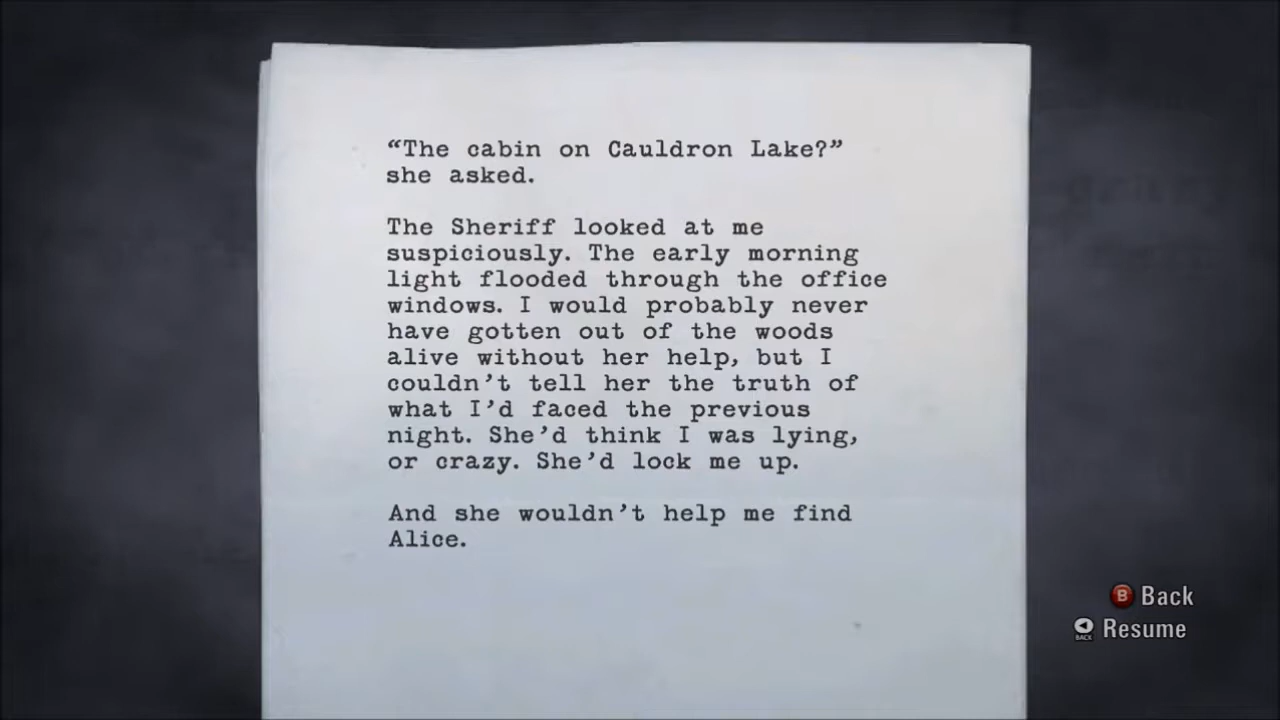 “The cabin on Cauldron Lake?”
she asked.
The Sheriff looked at me
suspiciously. The early morning
light flooded through the office
windows. I would probably never
have gotten out of the woods
alive without her help, but I
couldn’t tell her the truth of
what I’d faced the previous
night. She’d think I was lying,
or crazy. She’d lock me up.
And she wouldn’t help me find
Alice.
B Back
BACK Resume